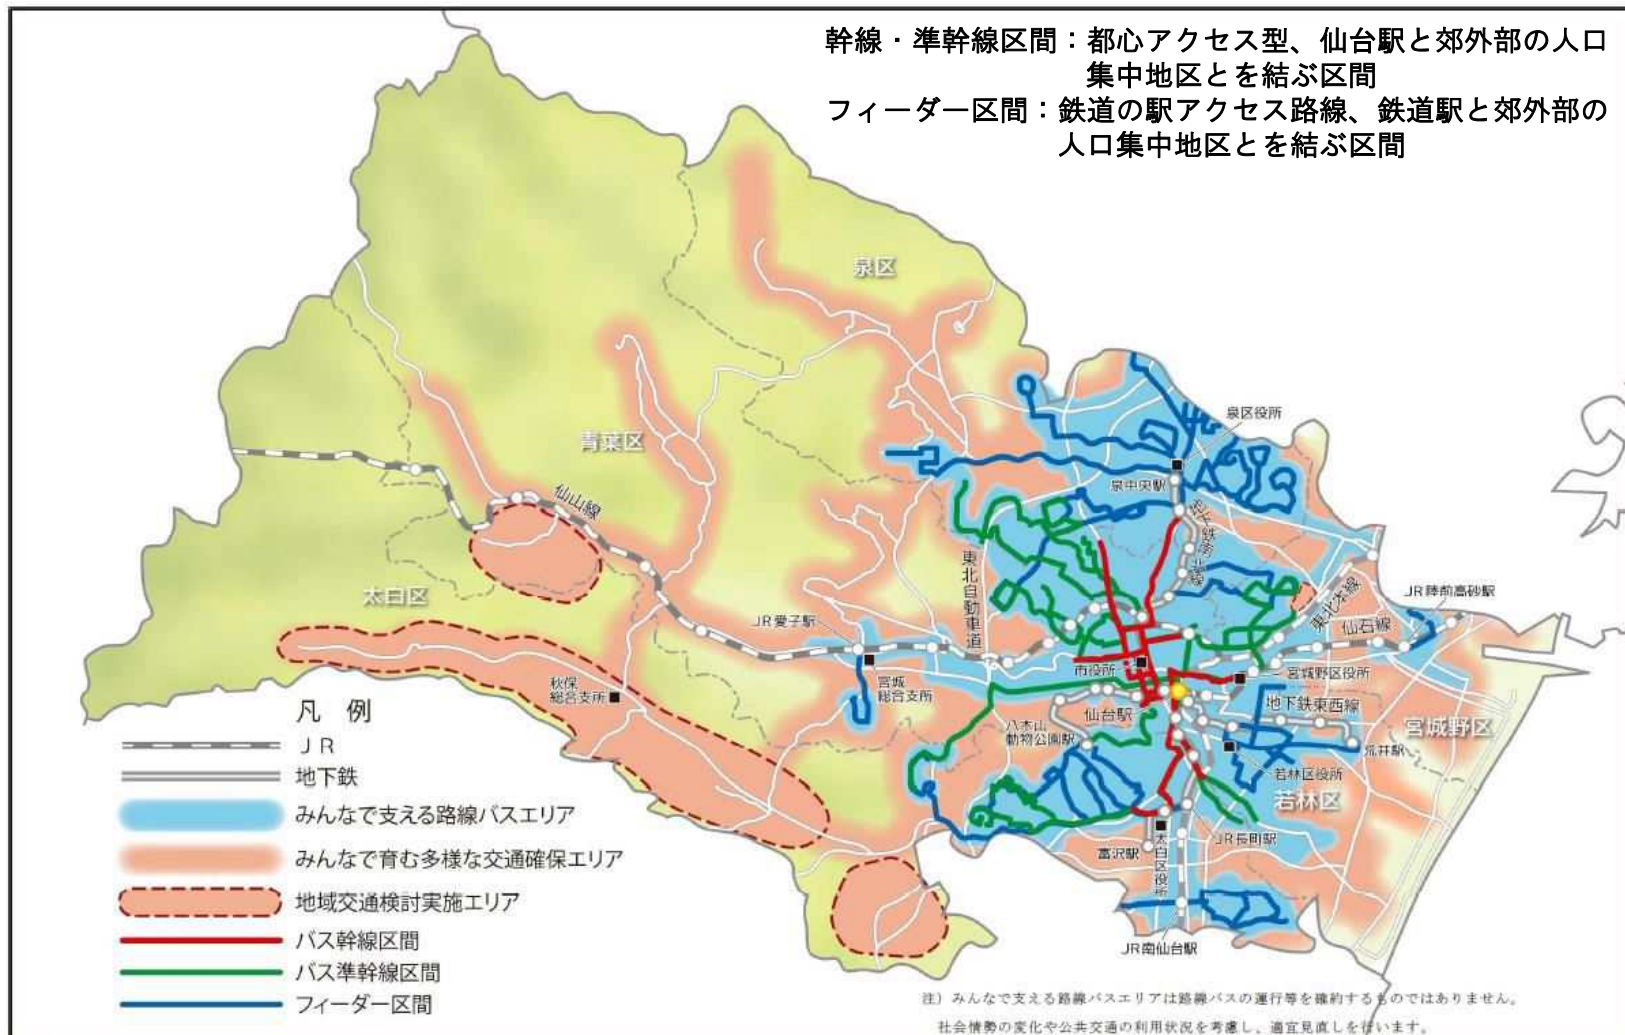 幹線・準幹線区間：都心アクセス型、仙台駅と郊外部の人口
集中地区とを結ぶ区間
フィーダー区間：鉄道の駅アクセス路線、鉄道駅と郊外部の
人口集中地区とを結ぶ区間
泉区
泉区役所
青葉区
泉中央駅
仙山線
地下鉄南北線
東北自動車道
太白区
東北本線
JR陸前高砂駅
JR愛子駅
仙石線
市役所
宮城野区役所
秋保
総合支所
宮城
総合支所
仙台駅
地下鉄東西線
八木山
動物公園駅
宮城野区
荒井駅
若林区役所
若林区
JR長町駅
富沢駅
太白区役所
JR南仙台駅
凡 例
JR
地下鉄
みんなで支える路線バスエリア
みんなで育む多様な交通確保エリア
地域交通検討実施エリア
バス幹線区間
バス準幹線区間
フィーダー区間
注）みんなで支える路線バスエリアは路線バスの運行等を確約するものではありません。
社会情勢の変化や公共交通の利用状況を考慮し、適宜見直しを行います。